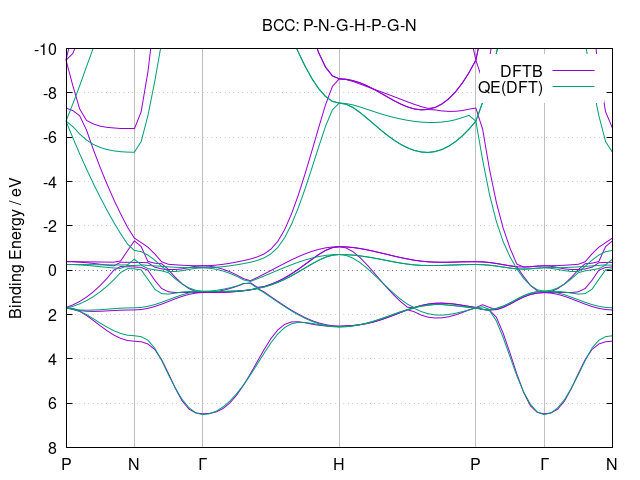 BCC: P-N-G-H-P-G-N
DFTB
QE(DFT)
Binding Energy / eV
-10
-8
-6
-4
-2
0
2
4
6
8
P N Γ H P Γ N